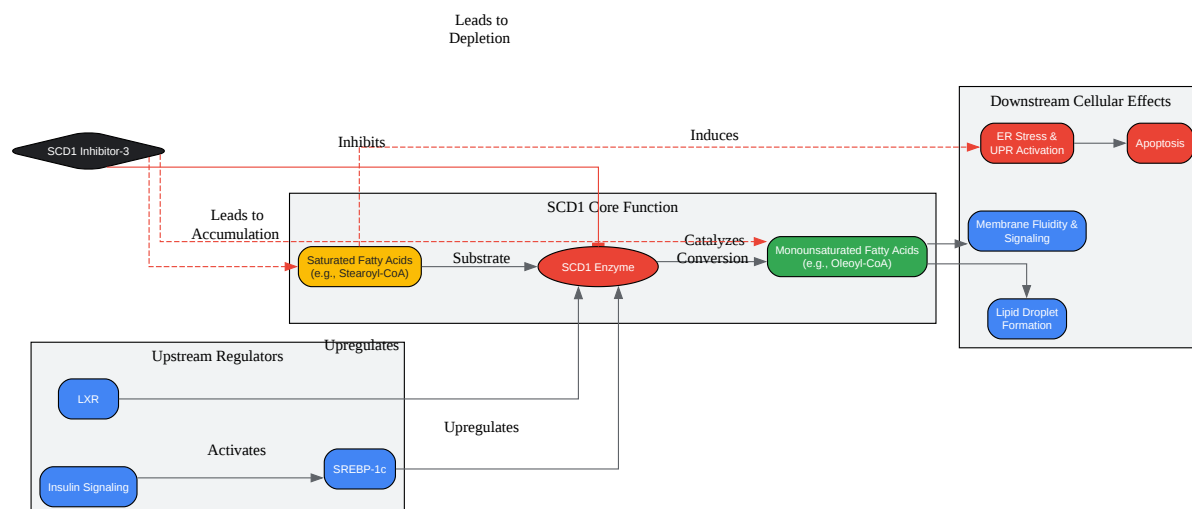 Leads to
Depletion
Downstream Cellular Effects
SCD1 Inhibitor-3
Inhibits
Induces
ER Stress &
UPR Activation
Apoptosis
SCD1 Core Function
Leads to
Accumulation
Saturated Fatty Acids
(e.g., Stearoyl-CoA)
Substrate
SCD1 Enzyme
Catalyzes
Conversion
Monounsaturated Fatty Acids
(e.g., Oleoyl-CoA)
Membrane Fluidity &
Signaling
Lipid Droplet
Formation
Upregulates
Upstream Regulators
LXR
Upregulates
Activates
SREBP-1c
Insulin Signaling